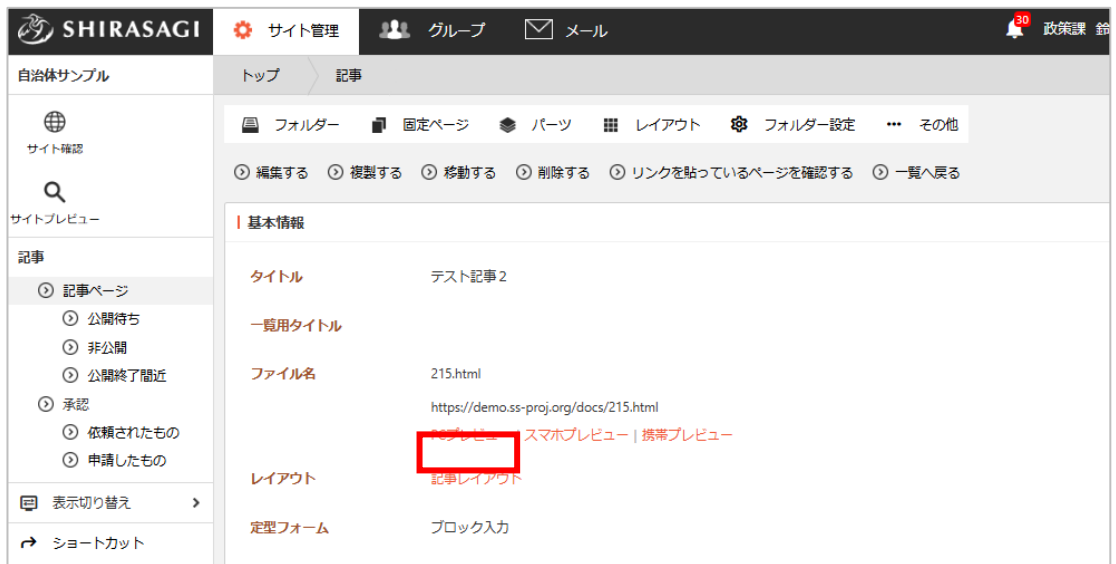 SHIRASAGI サイト管理 グループ メール 30 政策課
自治体サンプル トップ 記事
サイト確認
サイトプレビュー
フォルダー 固定ページ パーツ レイアウト フォルダー設定 ••• その他
編集する 複製する 移動する 削除する リンクを貼っているページを確認する 一覧へ戻る
基本情報
記事
記事ページ
公開待ち
非公開
公開終了間近
承認
依頼されたもの
申請したもの
表示切り替え
ショートカット
タイトル テスト記事2
一覧用タイトル
ファイル名 215.html
https://demo.ss-proj.org/docs/215.html
PCプレビュー | スマホプレビュー | 携帯プレビュー
レイアウト 記事レイアウト
定型フォーム ブロック入力